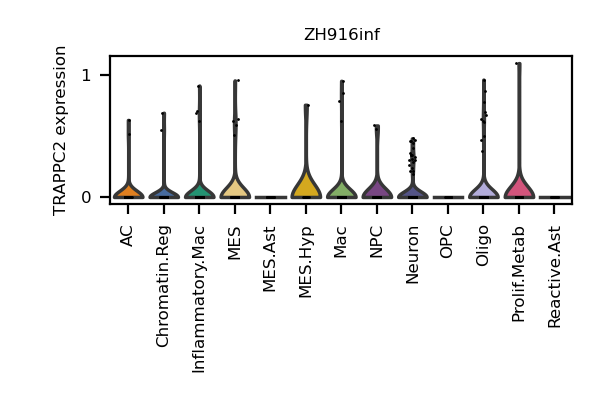 ZH916inf
TRAPPC2 expression
1
0
AC
Chromatin.Reg
Inflammatory.Mac
MES
MES.Ast
MES.Hyp
Mac
NPC
Neuron
OPC
Oligo
Prolif.Metab
Reactive.Ast